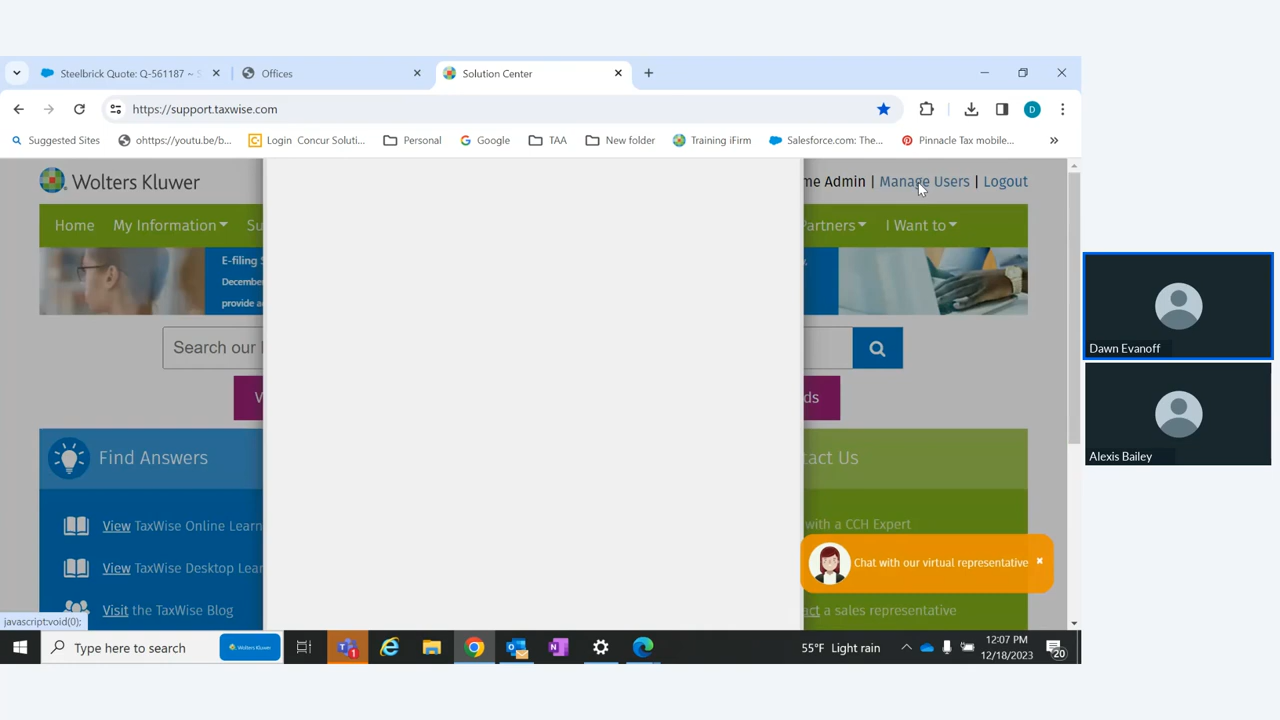 Steelbrick Quote: Q-561187 ~
Offices
Solution Center
https://support.taxwise.com
D
Suggested Sites
ohttps://youtu.be/b...
Login Concur Soluti...
Personal
Google
TAA
New folder
Training iFirm
Salesforce.com: The...
Pinnacle Tax mobile...
»
Wolters Kluwer
me Admin | Manage Users | Logout
Home
My Information
Su
Partners
I Want to
E-filing
December
provide a
Search our
V
ds
Find Answers
tact Us
View TaxWise Online Learn
with a CCH Expert
Chat with our virtual representative
View TaxWise Desktop Lear
Visit the TaxWise Blog
act a sales representative
javascript:void(0);
Type here to search
Wolters Kluwer
1
55°F Light rain
12:07 PM
12/18/2023
20
Dawn Evanoff
Alexis Bailey